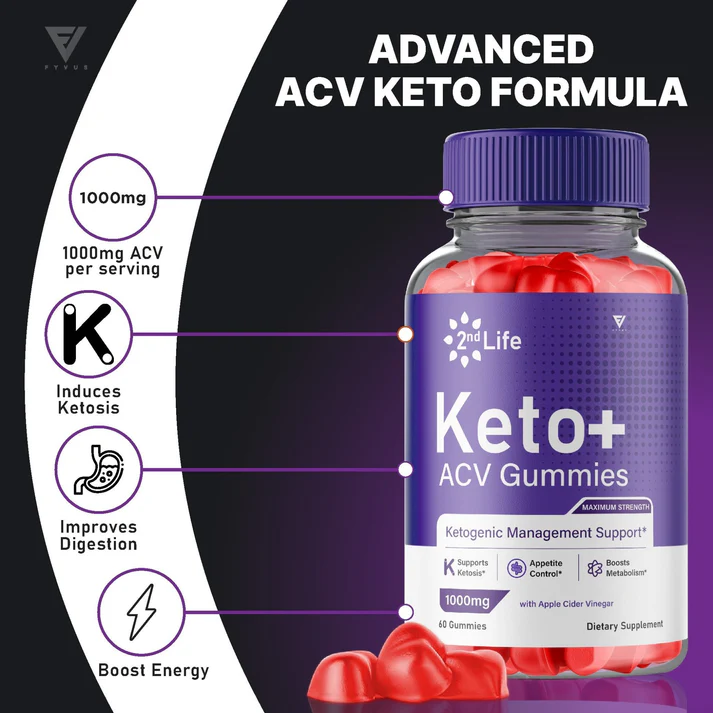 FYVUS
ADVANCED
ACV KETO FORMULA
1000mg
1000mg ACV
per serving
K
Induces
Ketosis
Improves
Digestion
Boost Energy
2nd Life
Keto+
ACV Gummies
MAXIMUM STRENGTH
Ketogenic Management Support*
K Supports
Ketosis*
Appetite
Control*
Boosts
Metabolism*
1000mg
with Apple Cider Vinegar
60 Gummies
Dietary Supplement